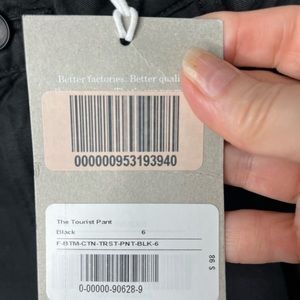 Better factories. Better quali
000000953193940
The Tourist Pant
Black 6
F-BTM-CTN-TRST-PNT-BLK-6
0-00000-90628-9
98 $